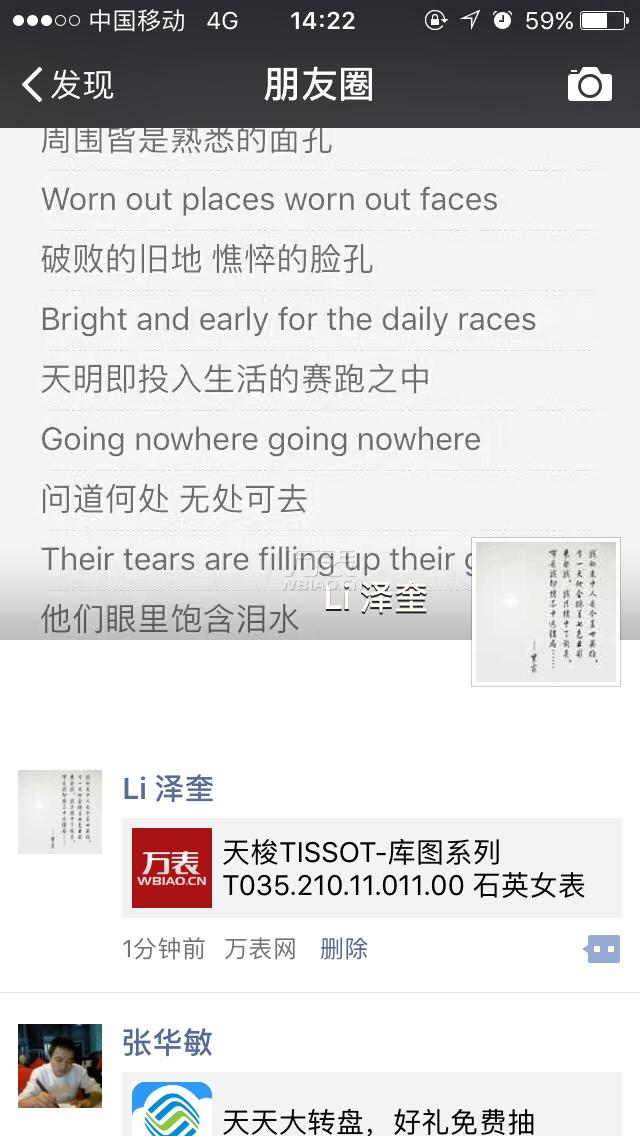 中国移动 4G 14:22 59%
发现 朋友圈
周围皆是熟悉的面孔
Worn out places worn out faces
破败的旧地 憔悴的脸孔
Bright and early for the daily races
天明即投入生活的赛跑之中
Going nowhere going nowhere
问道何处 无处可去
Their tears are filling up their g
万表
WBIAO.CN
Li 泽奎
他们眼里饱含泪水
Li 泽奎
万表
WBIAO.CN
天梭TISSOT-库图系列
T035.210.11.011.00 石英女表
1分钟前 万表网 删除
张华敏
天天大转盘，好礼免费抽